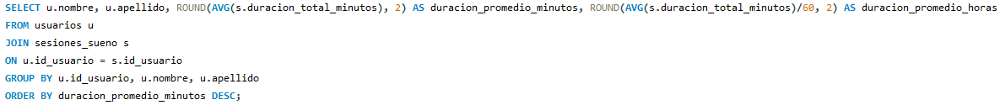 SELECT u.nombre, u.apellido, ROUND(AVG(s.duracion_total_minutos), 2) AS duracion_promedio_minutos, ROUND(AVG(s.duracion_total_minutos)/60, 2) AS duracion_promedio_horas
FROM usuarios u
JOIN sesiones_sueno s
ON u.id_usuario = s.id_usuario
GROUP BY u.id_usuario, u.nombre, u.apellido
ORDER BY duracion_promedio_minutos DESC;